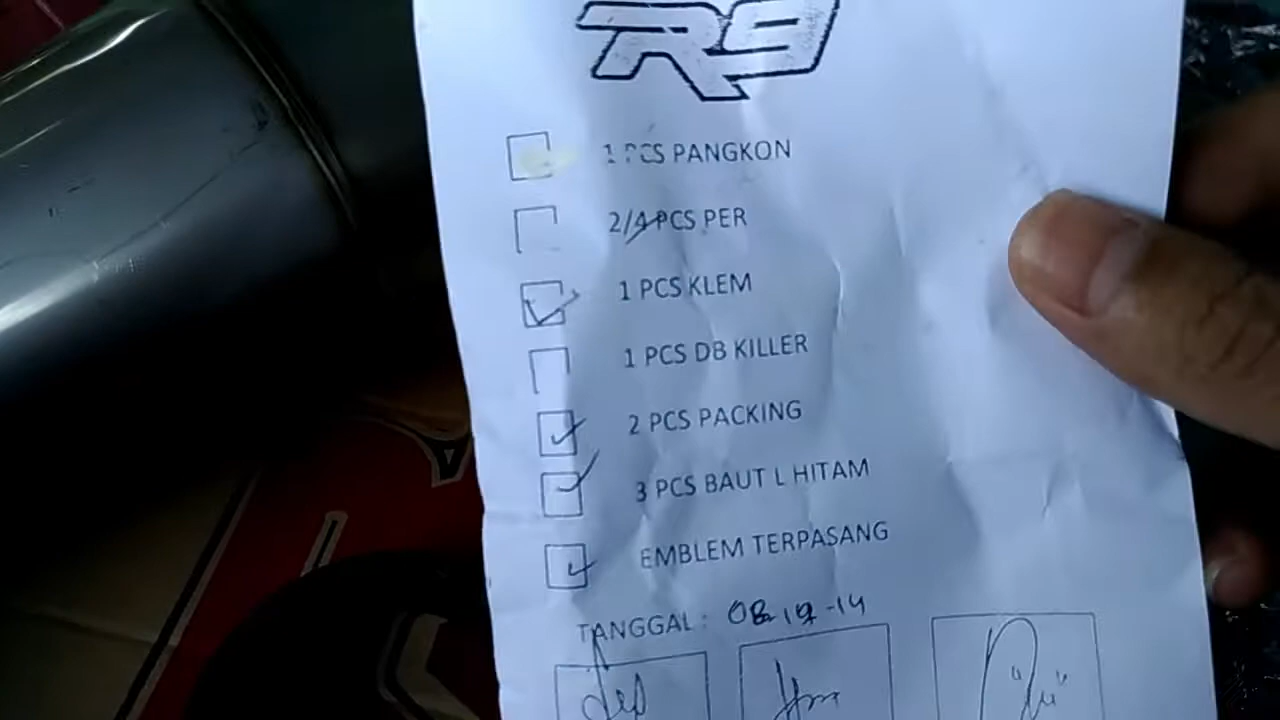 R9
1 PCS PANGKON
2/4 PCS PER
1 PCS KLEM
1 PCS DB KILLER
2 PCS PACKING
3 PCS BAUT L HITAM
EMBLEM TERPASANG
TANGGAL :